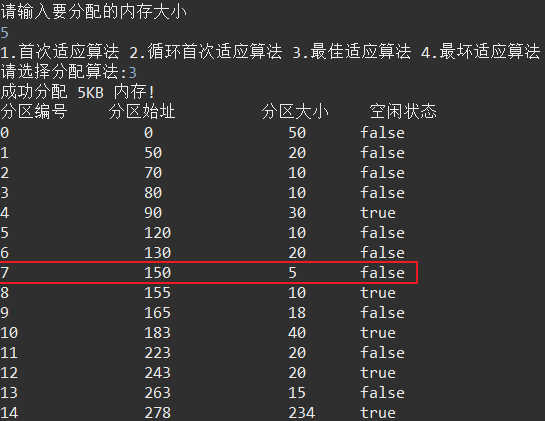 请输入要分配的内存大小
5
1.首次适应算法 2.循环首次适应算法 3.最佳适应算法 4.最坏适应算法
请选择分配算法:3
成功分配 5KB 内存!
分区编号 分区始址 分区大小 空闲状态
0 0 50 false
1 50 20 false
2 70 10 false
3 80 10 false
4 90 30 true
5 120 10 false
6 130 20 false
7 150 5 false
8 155 10 true
9 165 18 false
10 183 40 true
11 223 20 false
12 243 20 true
13 263 15 false
14 278 234 true